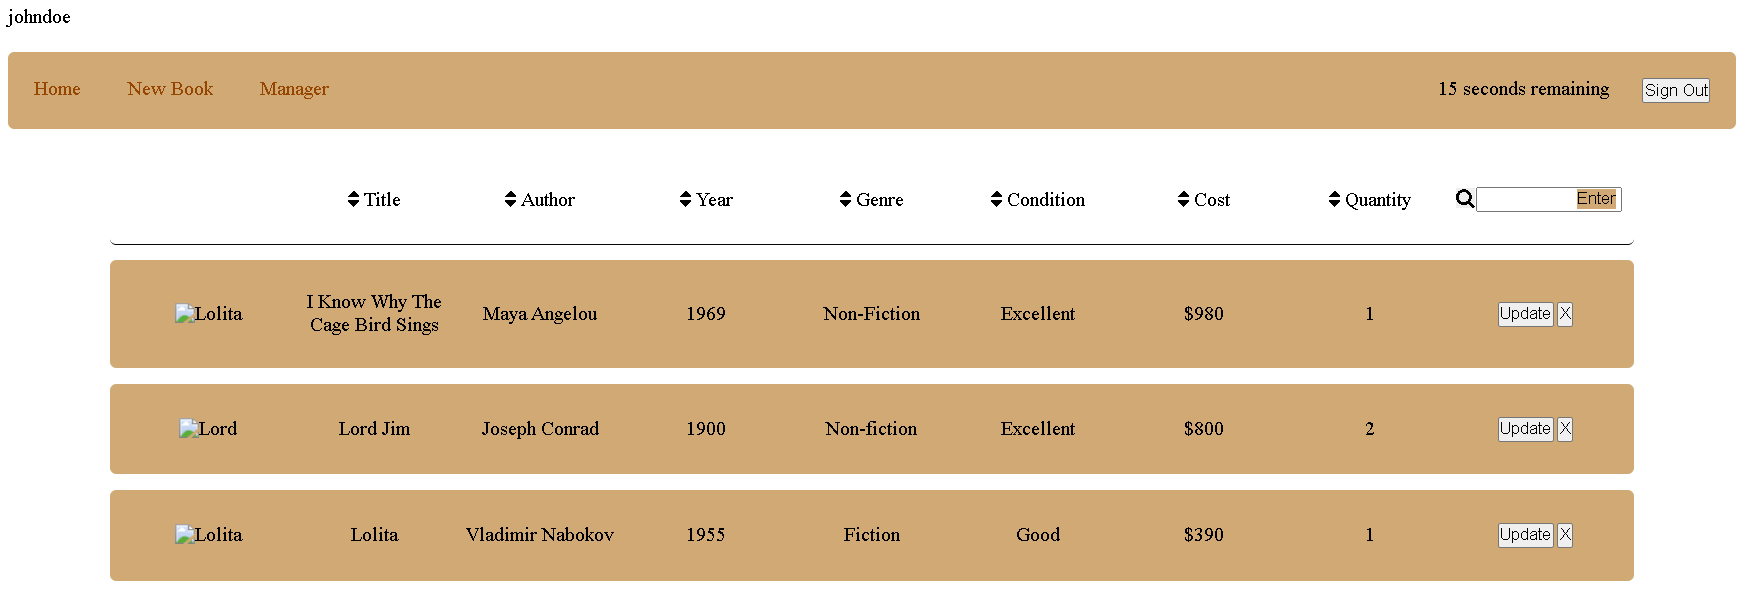 johndoe
Home New Book Manager 15 seconds remaining Sign Out
Title Author Year Genre Condition Cost Quantity Enter
Lolita I Know Why The Cage Bird Sings Maya Angelou 1969 Non-Fiction Excellent $980 1 Update X
Lord Lord Jim Joseph Conrad 1900 Non-fiction Excellent $800 2 Update X
Lolita Lolita Vladimir Nabokov 1955 Fiction Good $390 1 Update X